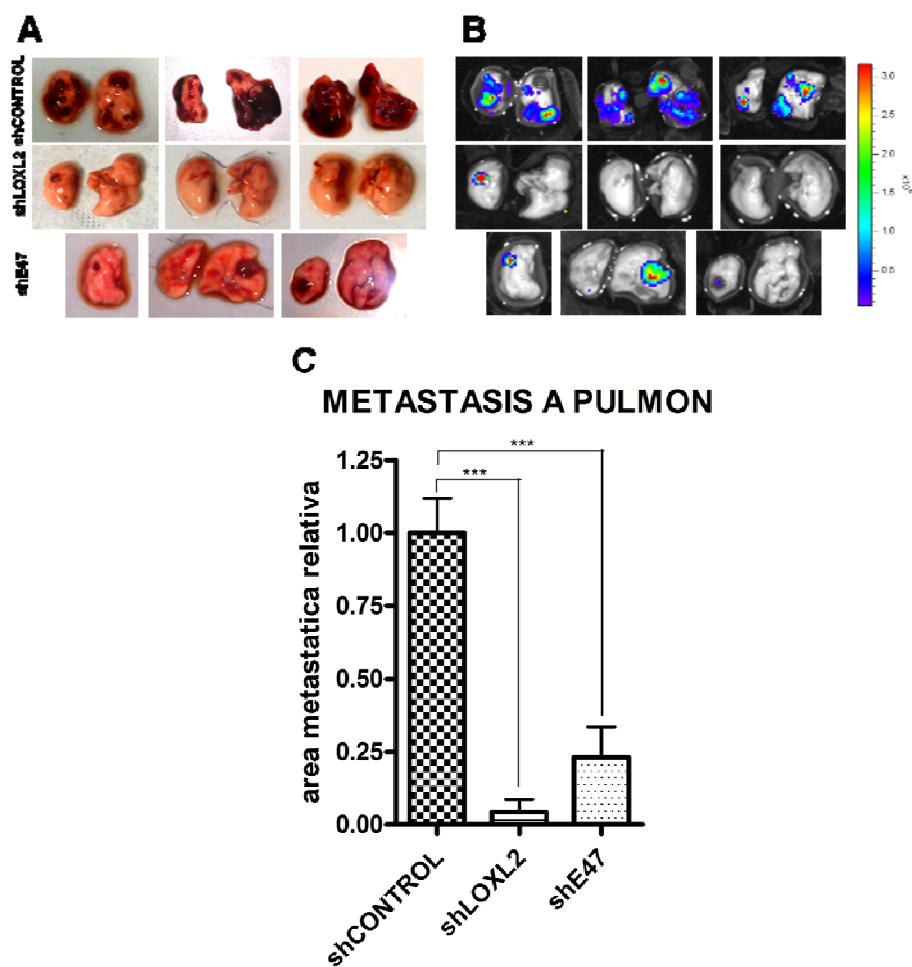 A
B
shCONTROL
shLOXL2
shE47
3.0
2.5
2.0
1.5
1.0
0.5
C
METASTASIS A PULMON
***
***
area metastatica relativa
1.25
1.00
0.75
0.50
0.25
0.00
shCONTROL
shLOXL2
shE47